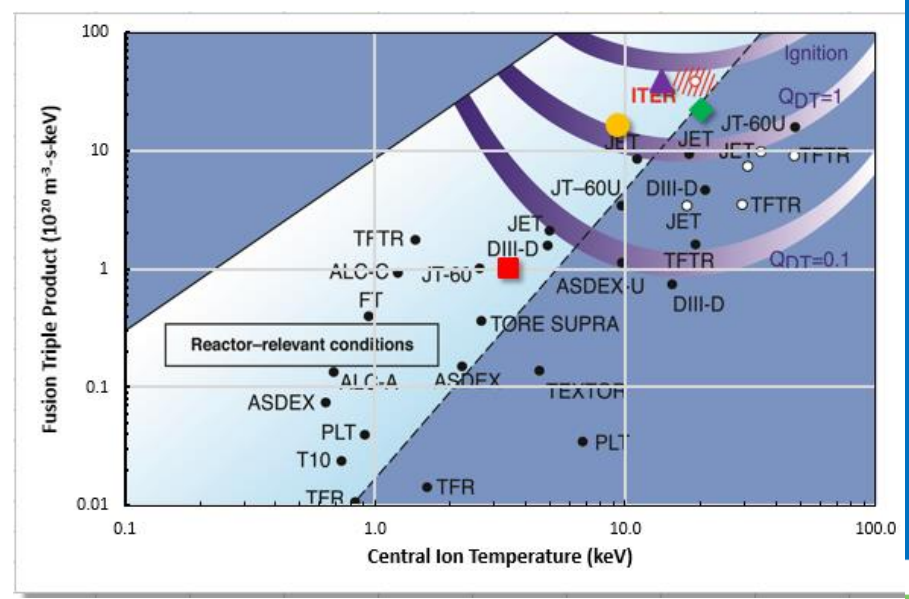 100
Ignition
ITER
Q_DT=1
JT-60U
JET
JET
JET
TFTR
10
JT–60U
DIII-D
TFTR
JET
JET
TFTR
DIII-D
TFTR
Q_DT=0.1
ALC-C
JT-60
1
ASDEX-U
DIII-D
FT
TORE SUPRA
Reactor–relevant conditions
ALC-A
ASDEX
0.1
TEXTOR
ASDEX
PLT
PLT
T10
TFR
TFR
0.01
0.1
1.0
10.0
100.0
Central Ion Temperature (keV)
Fusion Triple Product (10²⁰ m⁻³-s-keV)